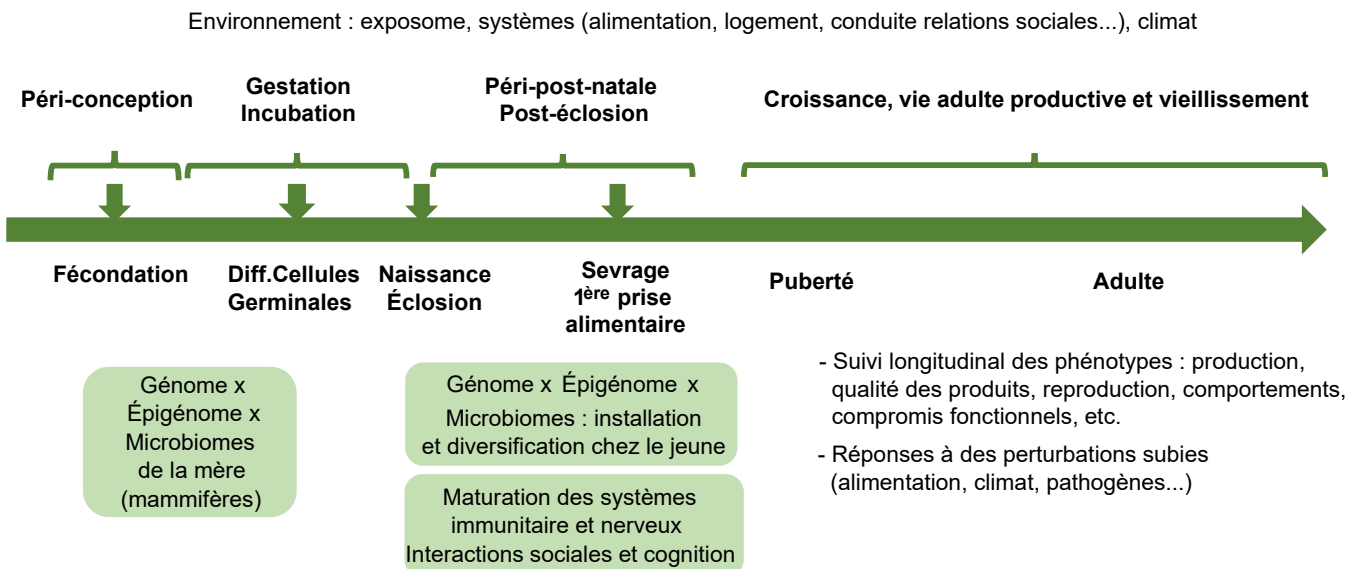 Environnement : exposome, systèmes (alimentation, logement, conduite relations sociales...), climat
Péri-conception
Gestation
Incubation
Péri-post-natale
Post-éclosion
Croissance, vie adulte productive et vieillissement
Fécondation
Diff.Cellules
Germinales
Naissance
Éclosion
Sevrage
1ère prise
alimentaire
Puberté
Adulte
Génome x
Épigénome x
Microbiomes
de la mère
(mammifères)
Génome x Épigénome x
Microbiomes : installation
et diversification chez le jeune
Maturation des systèmes
immunitaire et nerveux
Interactions sociales et cognition
- Suivi longitudinal des phénotypes : production,
qualité des produits, reproduction, comportements,
compromis fonctionnels, etc.
- Réponses à des perturbations subies
(alimentation, climat, pathogènes...)